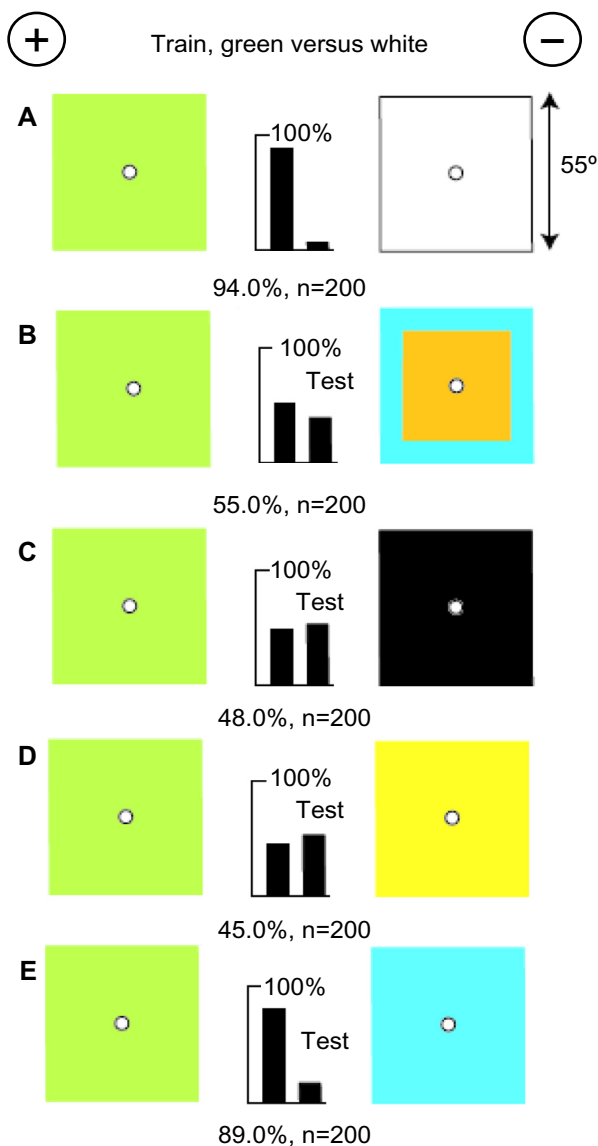 + Train, green versus white −
A
100%
55º
94.0%, n=200
B
100%
Test
55.0%, n=200
C
100%
Test
48.0%, n=200
D
100%
Test
45.0%, n=200
E
100%
Test
89.0%, n=200